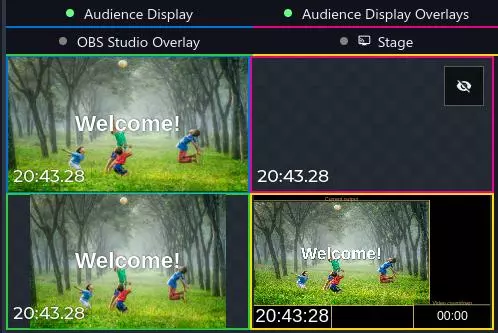 Audience Display
Audience Display Overlays
OBS Studio Overlay
Stage
Welcome!
20:43.28
20:43.28
Welcome!
20:43.28
Current output
Welcome!
Video countdown
20:43:28
00:00